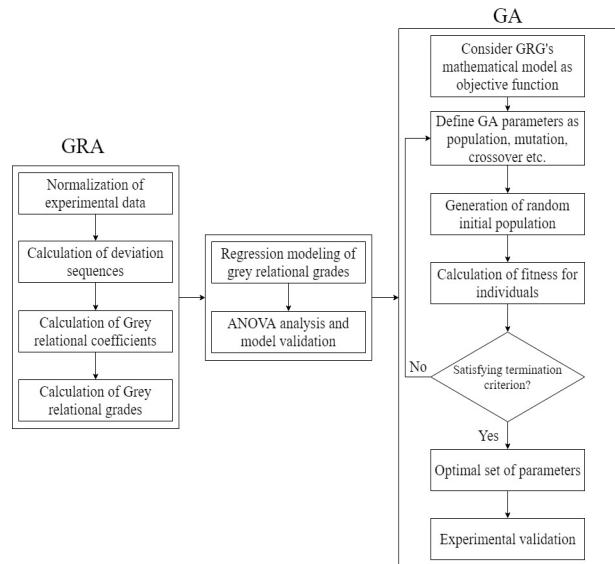 GRA
Normalization of
experimental data
Calculation of deviation
sequences
Calculation of Grey
relational coefficients
Calculation of Grey
relational grades
Regression modeling of
grey relational grades
ANOVA analysis and
model validation
GA
Consider GRG's
mathematical model as
objective function
Define GA parameters as
population, mutation,
crossover etc.
Generation of random
initial population
Calculation of fitness for
individuals
Satisfying termination
criterion?
No
Yes
Optimal set of parameters
Experimental validation